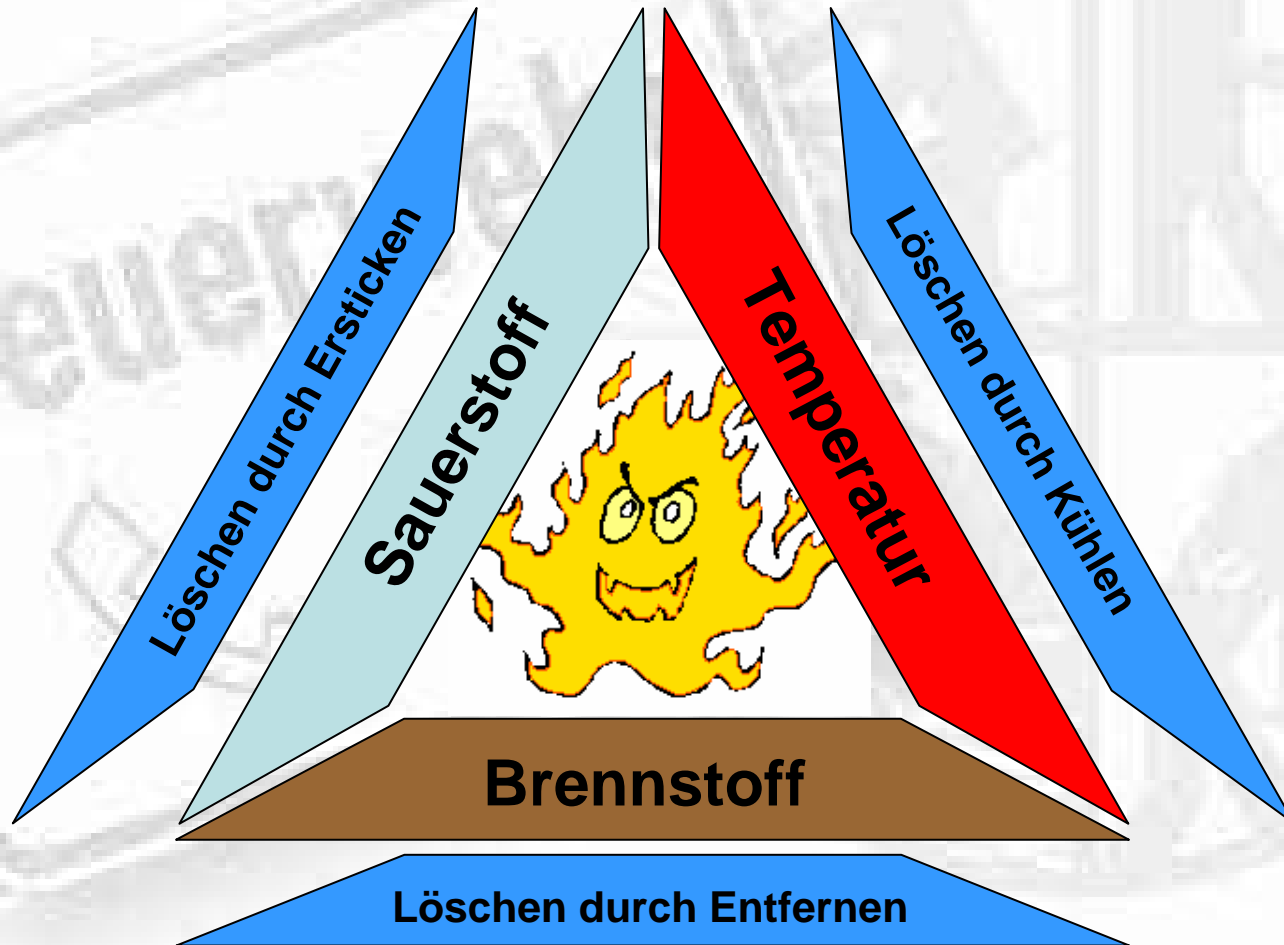 Löschen durch Ersticken
Sauerstoff
Temperatur
Löschen durch Kühlen
Brennstoff
Löschen durch Entfernen